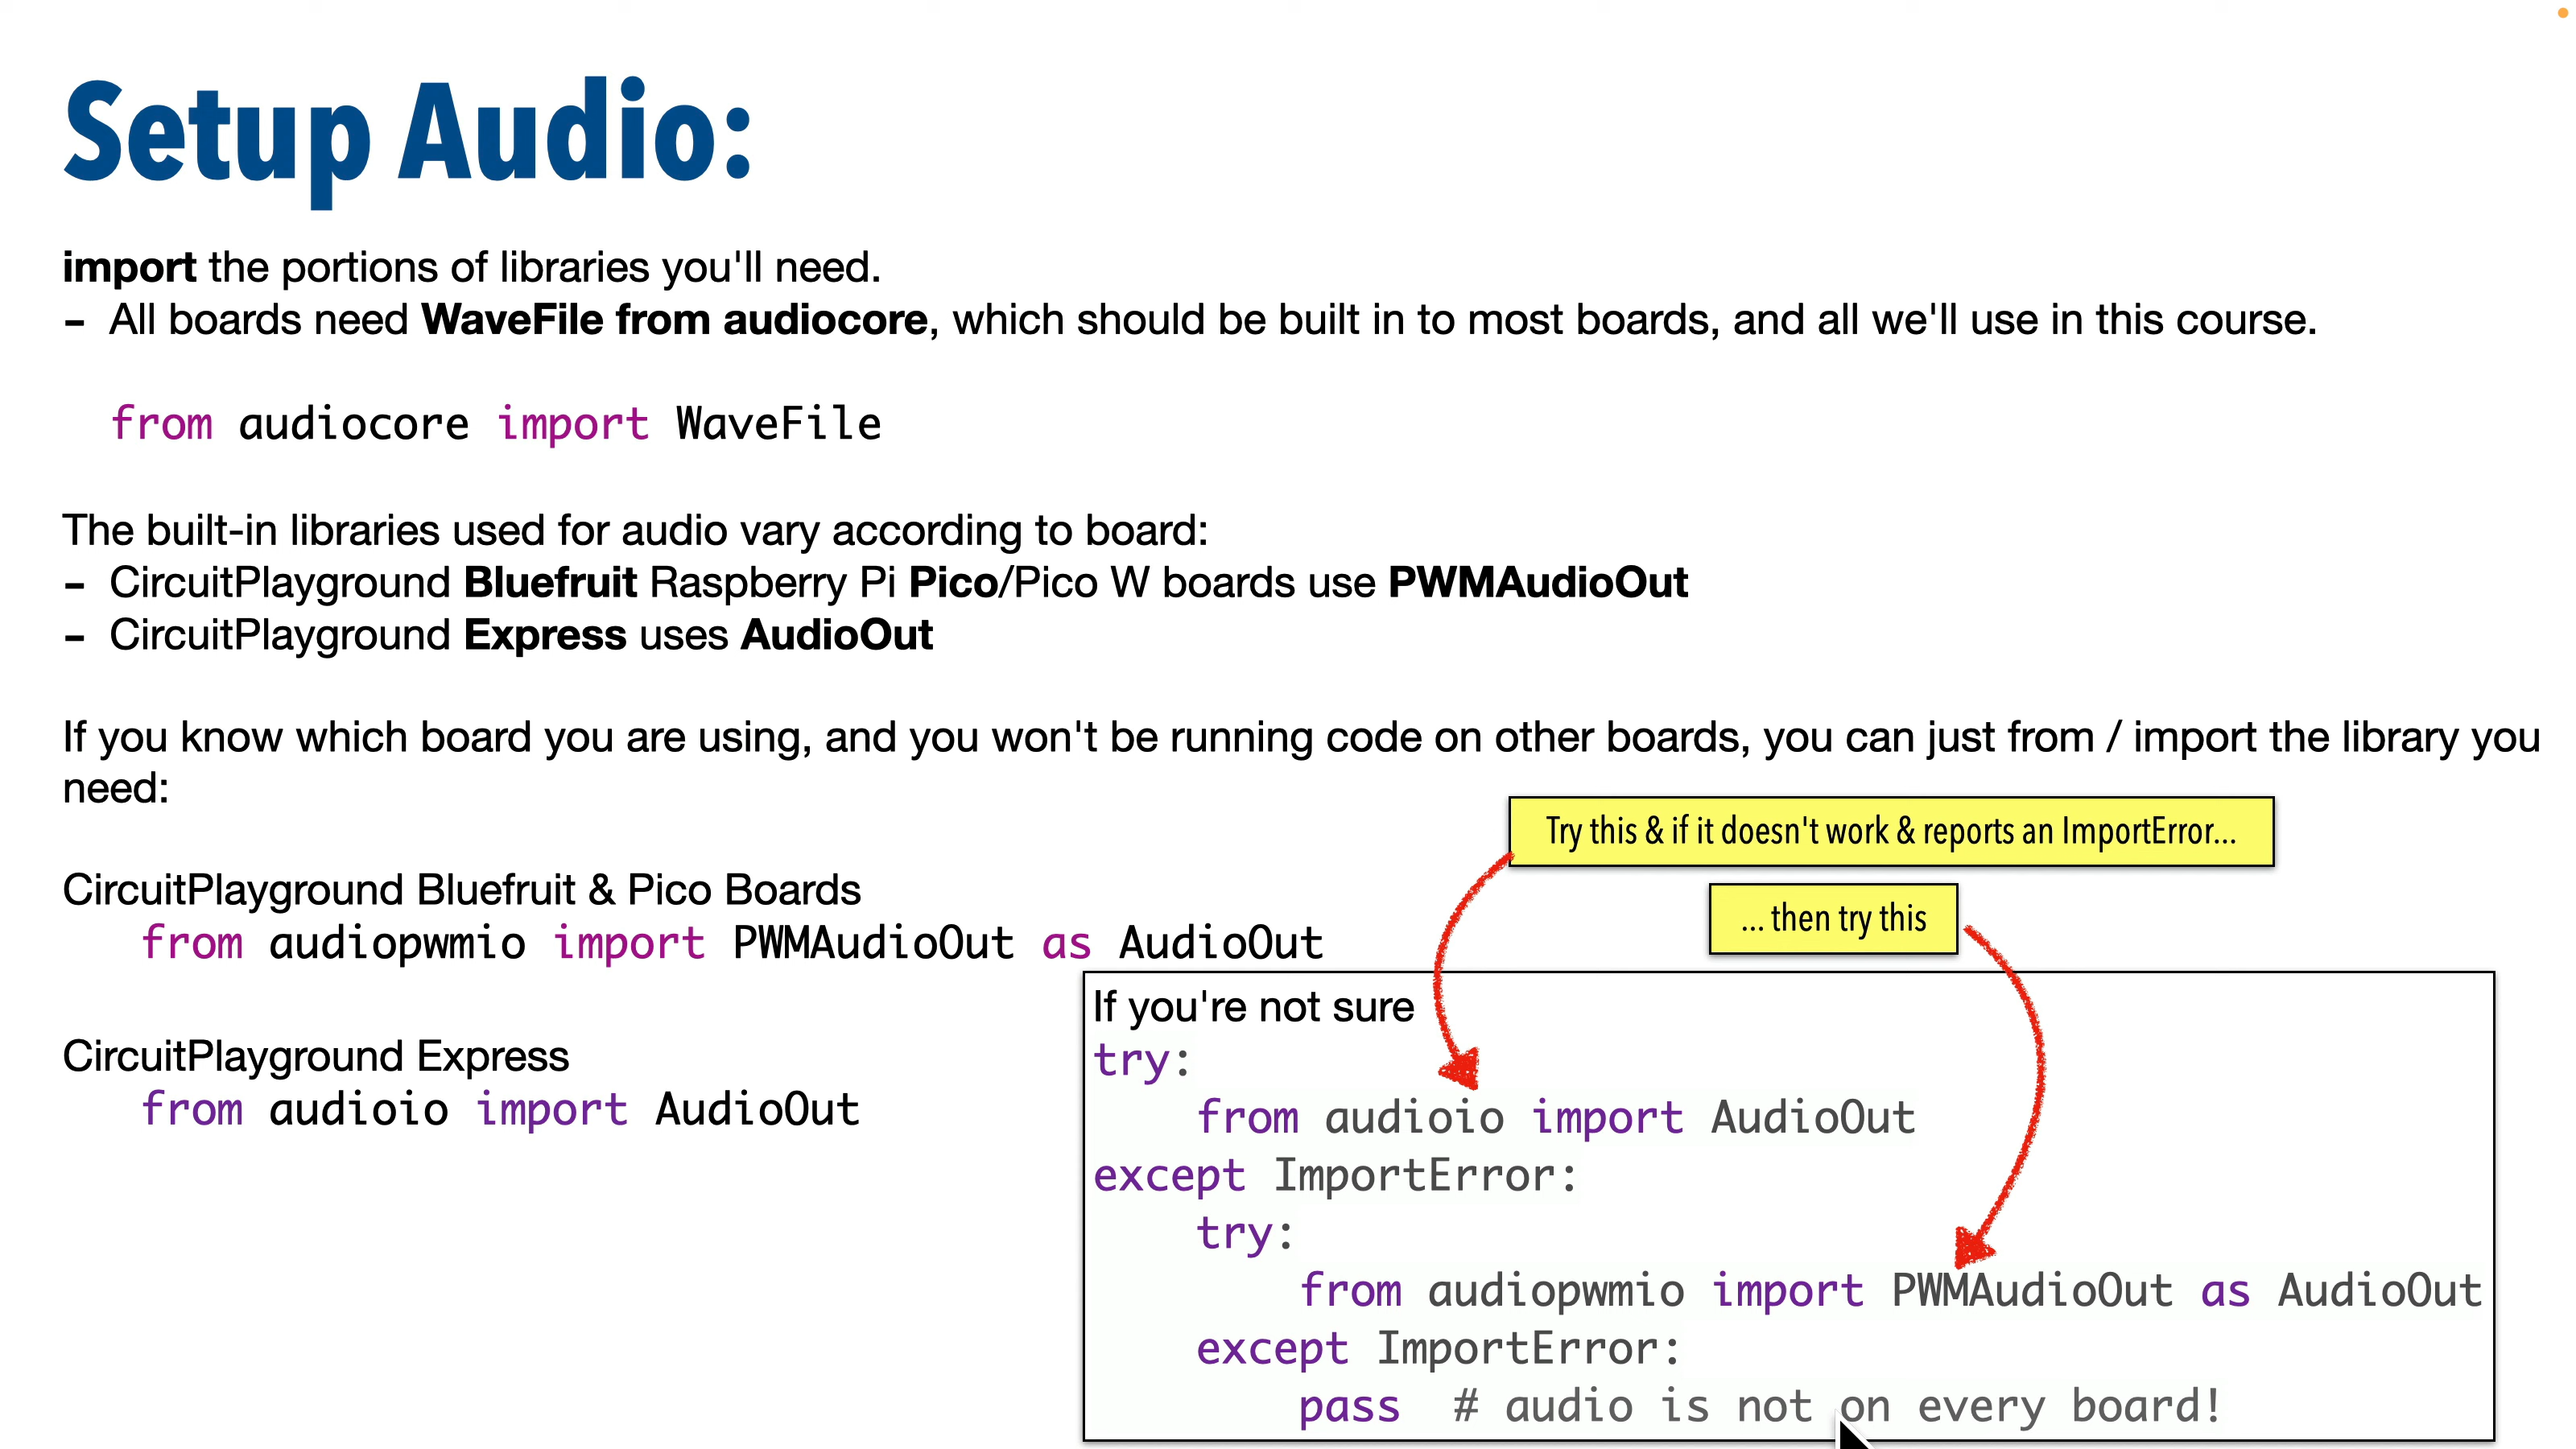 Setup Audio:
import the portions of libraries you'll need.
- All boards need WaveFile from audiocore, which should be built in to most boards, and all we'll use in this course.
from audiocore import WaveFile
The built-in libraries used for audio vary according to board:
- CircuitPlayground Bluefruit Raspberry Pi Pico/Pico W boards use PWMAudioOut
- CircuitPlayground Express uses AudioOut
If you know which board you are using, and you won't be running code on other boards, you can just from / import the library you
need:
CircuitPlayground Bluefruit & Pico Boards
from audiopwmio import PWMAudioOut as AudioOut
CircuitPlayground Express
from audioio import AudioOut
Try this & if it doesn't work & reports an ImportError...
... then try this
If you're not sure
try:
    from audioio import AudioOut
except ImportError:
    try:
        from audiopwmio import PWMAudioOut as AudioOut
    except ImportError:
        pass  # audio is not on every board!